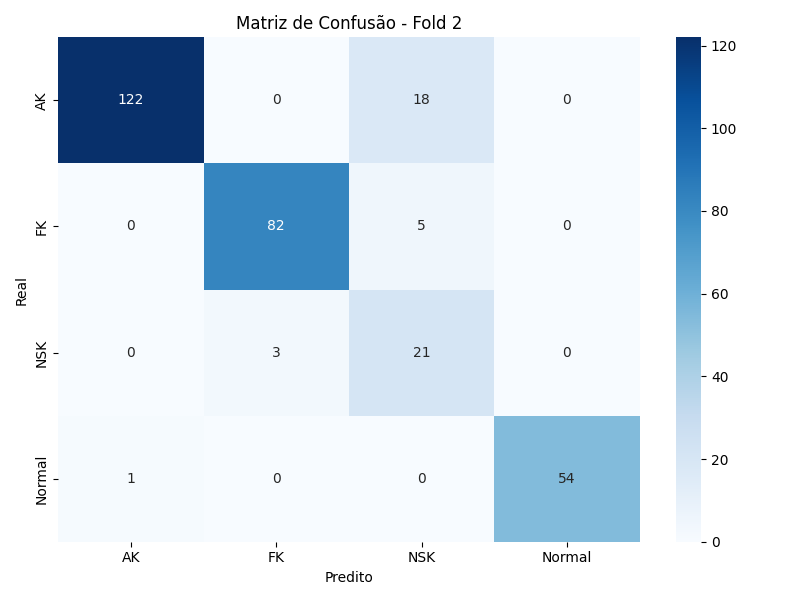 Matriz de Confusão - Fold 2
Real
AK 122 0 18 0
FK 0 82 5 0
NSK 0 3 21 0
Normal 1 0 0 54
AK FK NSK Normal
Predito
120
100
80
60
40
20
0